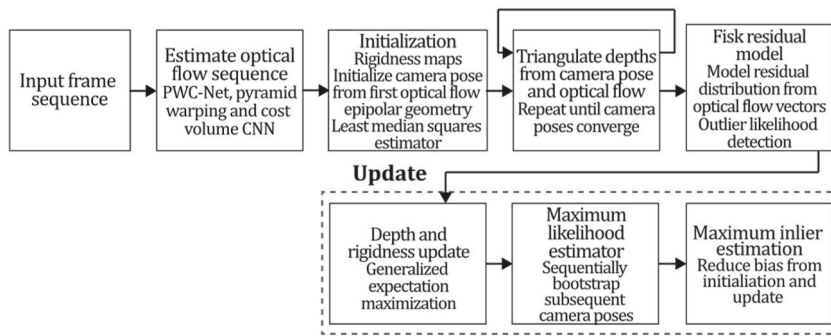 Input frame
sequence
Estimate optical
flow sequence
PWC-Net, pyramid
warping and cost
volume CNN
Initialization
Rigidness maps
Initialize camera pose
from first optical flow
epipolar geometry
Least median squares
estimator
Triangulate depths
from camera pose
and optical flow
Repeat until camera
poses converge
Fisk residual
model
Model residual
distribution from
optical flow vectors
Outlier likelihood
detection
Update
Depth and
rigidness update
Generalized
expectation
maximization
Maximum
likelihood
estimator
Sequentially
bootstrap
subsequent
camera poses
Maximum inlier
estimation
Reduce bias from
initialiation and
update